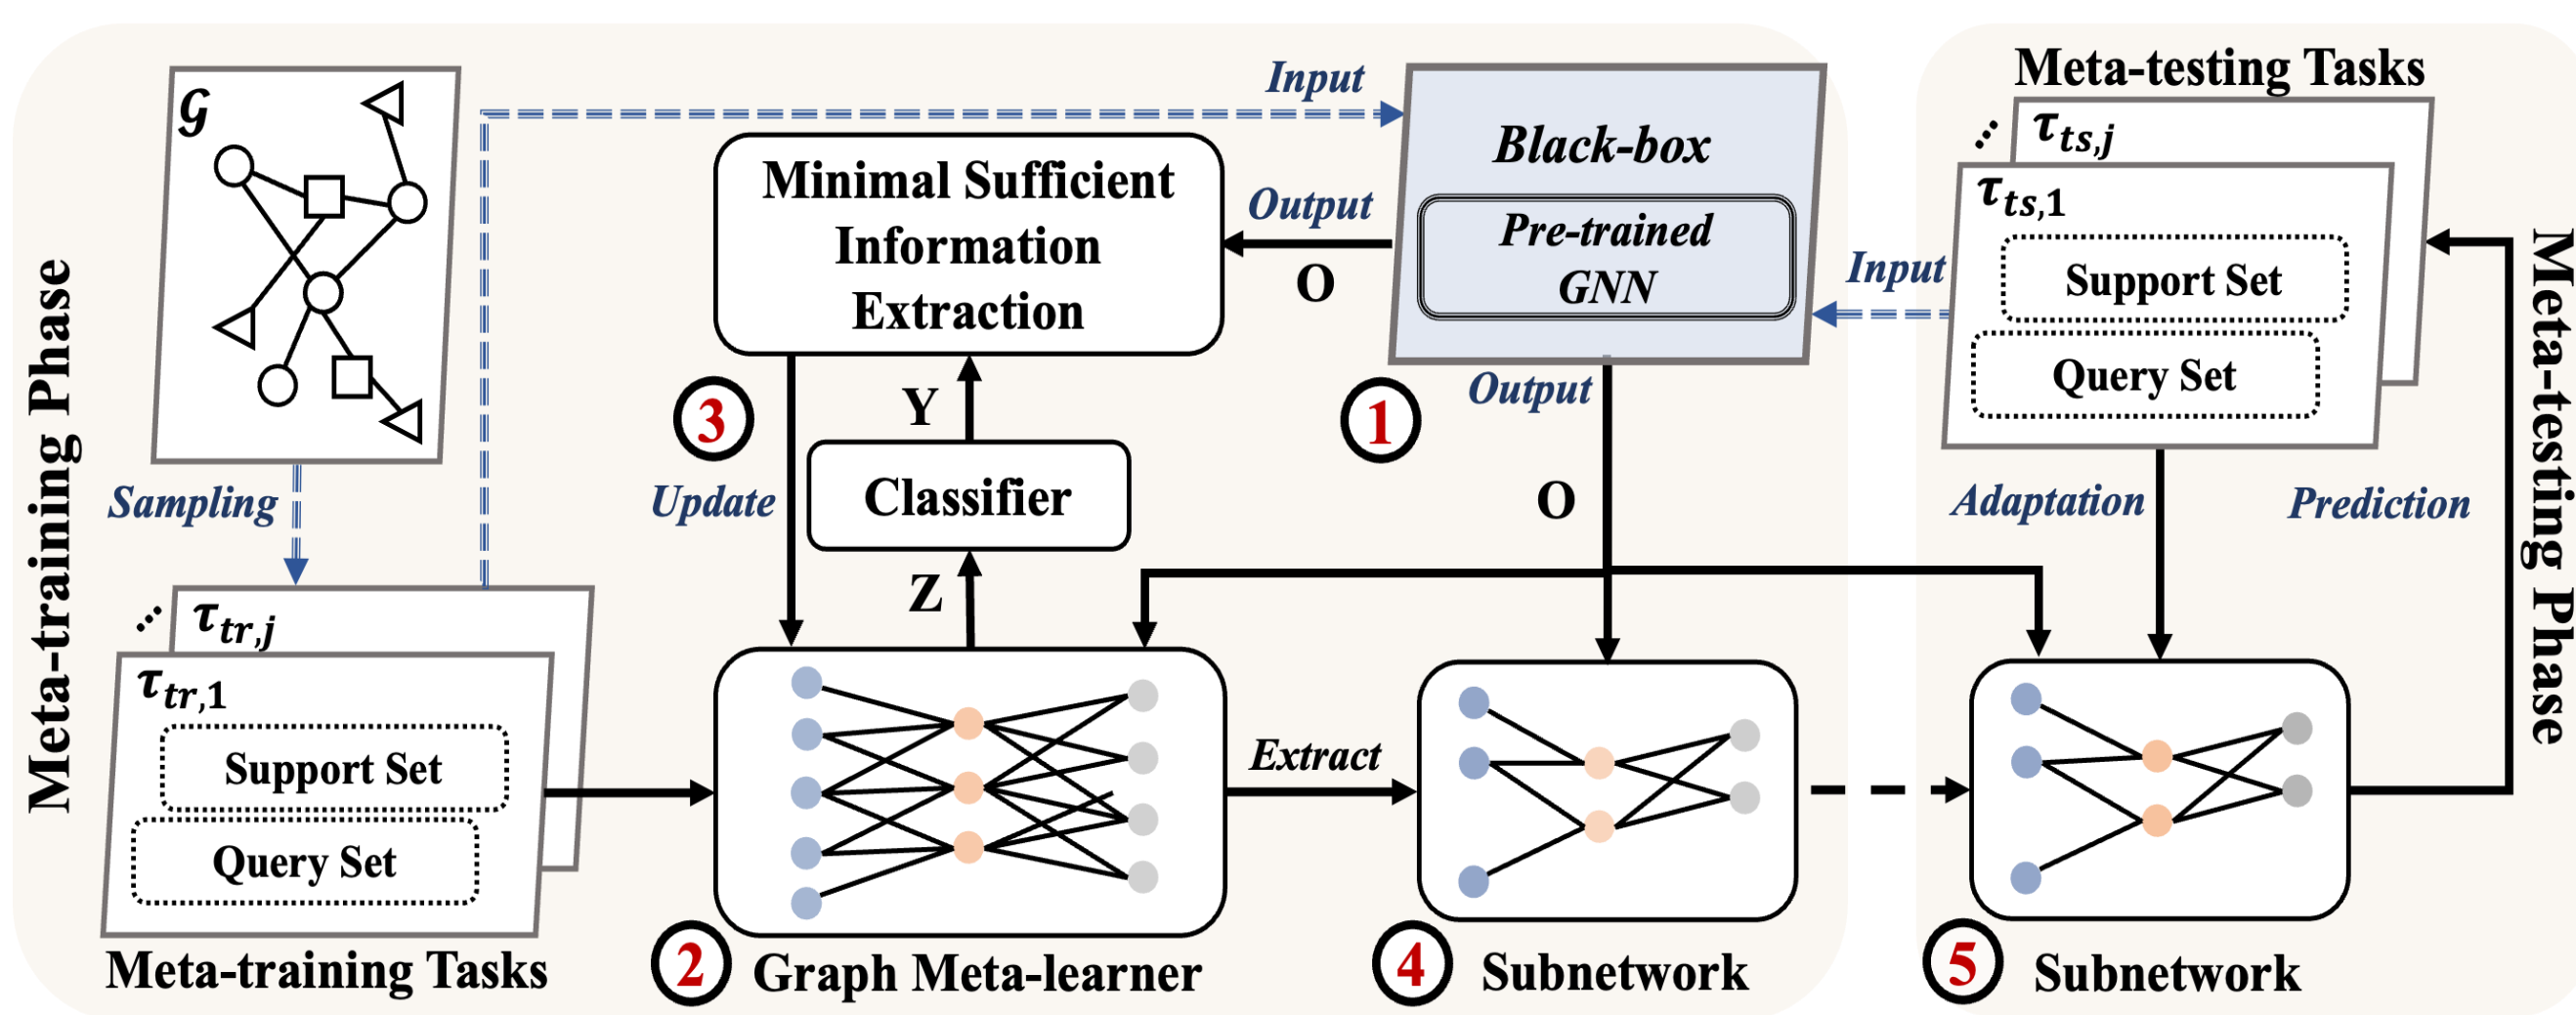 Meta-training Phase
𝒢
Sampling
τtr,j
τtr,1
Support Set
Query Set
Meta-training Tasks
Input
Minimal Sufficient
Information
Extraction
Output
O
Black-box
Pre-trained
GNN
1
Output
O
3
Update
Y
Classifier
Z
2
Graph Meta-learner
Extract
4
Subnetwork
Meta-testing Tasks
τts,j
τts,1
Support Set
Query Set
Input
Adaptation
Prediction
5
Subnetwork
Meta-testing Phase